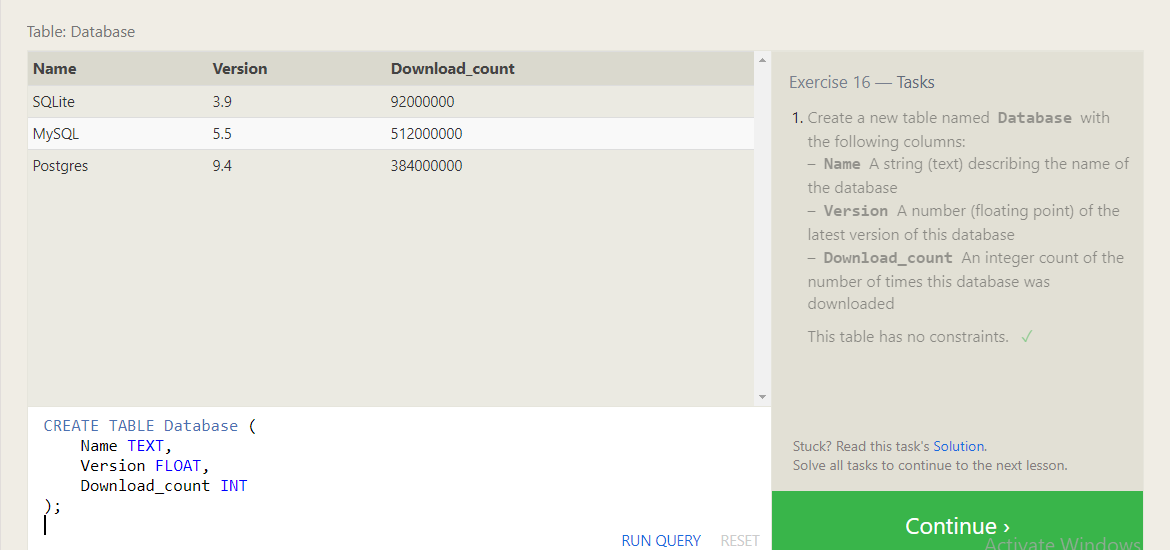 Table: Database
Name Version Download_count
SQLite 3.9 92000000
MySQL 5.5 512000000
Postgres 9.4 384000000
CREATE TABLE Database (
    Name TEXT,
    Version FLOAT,
    Download_count INT
);
RUN QUERY RESET
Exercise 16 — Tasks
1. Create a new table named Database with
the following columns:
– Name A string (text) describing the name of
the database
– Version A number (floating point) of the
latest version of this database
– Download_count An integer count of the
number of times this database was
downloaded
This table has no constraints. ✓
Stuck? Read this task's Solution.
Solve all tasks to continue to the next lesson.
Continue ›
Activate Windows